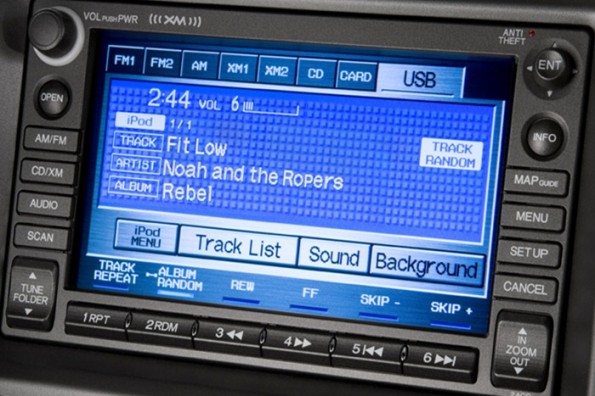 VOL PUSH PWR (((XM)))
ANTI THEFT
FM1 FM2 AM XM1 XM2 CD CARD USB
ENT
OPEN
2:44 VOL 6
iPod 1/1
TRACK Fit Low
TRACK RANDOM
ARTIST Noah and the Ropers
ALBUM Rebel
INFO
AM/FM
CD/XM
AUDIO
SCAN
MAP GUIDE
MENU
SET UP
CANCEL
iPod MENU Track List Sound Background
TRACK REPEAT ALBUM RANDOM REW FF SKIP - SKIP +
▲ TUNE FOLDER ▼
1 RPT 2 RDM 3 ◀◀ 4 ▶▶ 5 |◀◀ 6 ▶▶|
▲ IN ZOOM OUT ▼